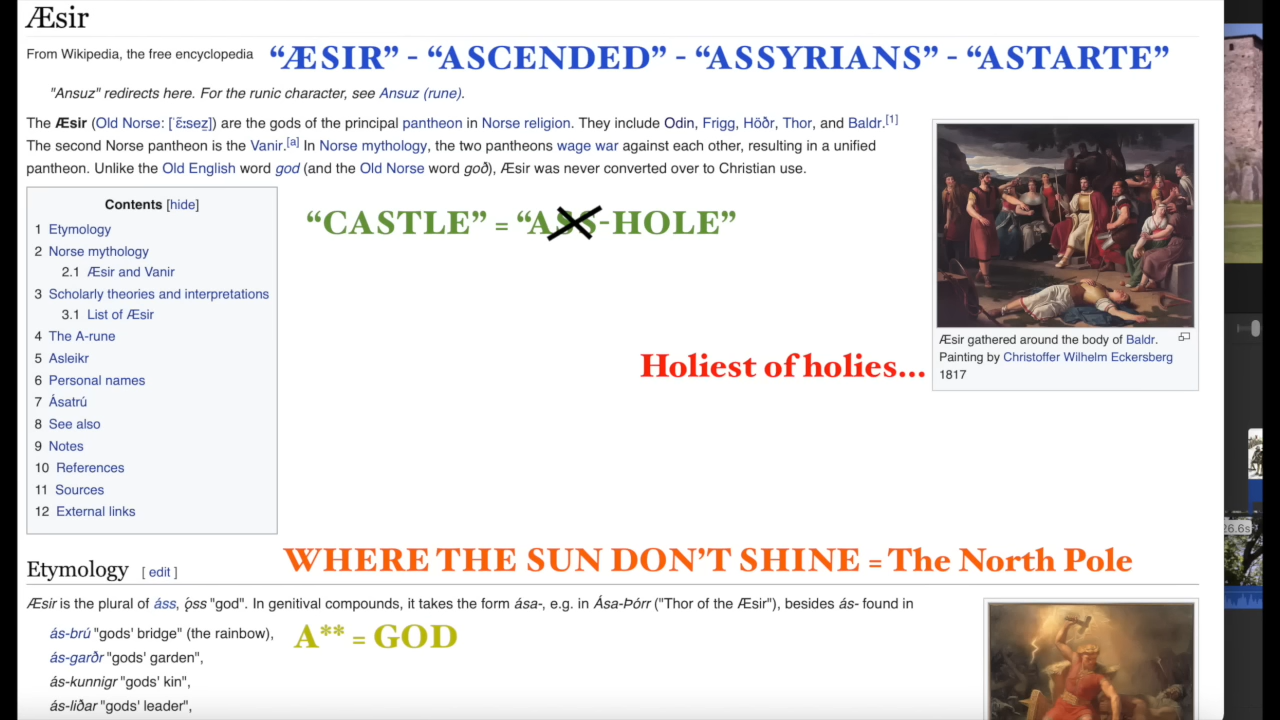 Æsir
From Wikipedia, the free encyclopedia
“ÆSIR” - “ASCENDED” - “ASSYRIANS” - “ASTARTE”
"Ansuz" redirects here. For the runic character, see Ansuz (rune).
The Æsir (Old Norse: [ˈɛ̃ːsez̠]) are the gods of the principal pantheon in Norse religion. They include Odin, Frigg, Höðr, Thor, and Baldr.[1]
The second Norse pantheon is the Vanir.[a] In Norse mythology, the two pantheons wage war against each other, resulting in a unified
pantheon. Unlike the Old English word god (and the Old Norse word goð), Æsir was never converted over to Christian use.
Contents [hide]
1 Etymology
2 Norse mythology
2.1 Æsir and Vanir
3 Scholarly theories and interpretations
3.1 List of Æsir
4 The A-rune
5 Asleikr
6 Personal names
7 Ásatrú
8 See also
9 Notes
10 References
11 Sources
12 External links
“CASTLE” = “ASS-HOLE”
Holiest of holies...
Æsir gathered around the body of Baldr.
Painting by Christoffer Wilhelm Eckersberg
1817
WHERE THE SUN DON’T SHINE = The North Pole
Etymology [ edit ]
Æsir is the plural of áss, ǫ́ss "god". In genitival compounds, it takes the form ása-, e.g. in Ása-Þórr ("Thor of the Æsir"), besides ás- found in
ás-brú "gods' bridge" (the rainbow),
ás-garðr "gods' garden",
ás-kunnigr "gods' kin",
ás-liðar "gods' leader",
A** = GOD
26.6s